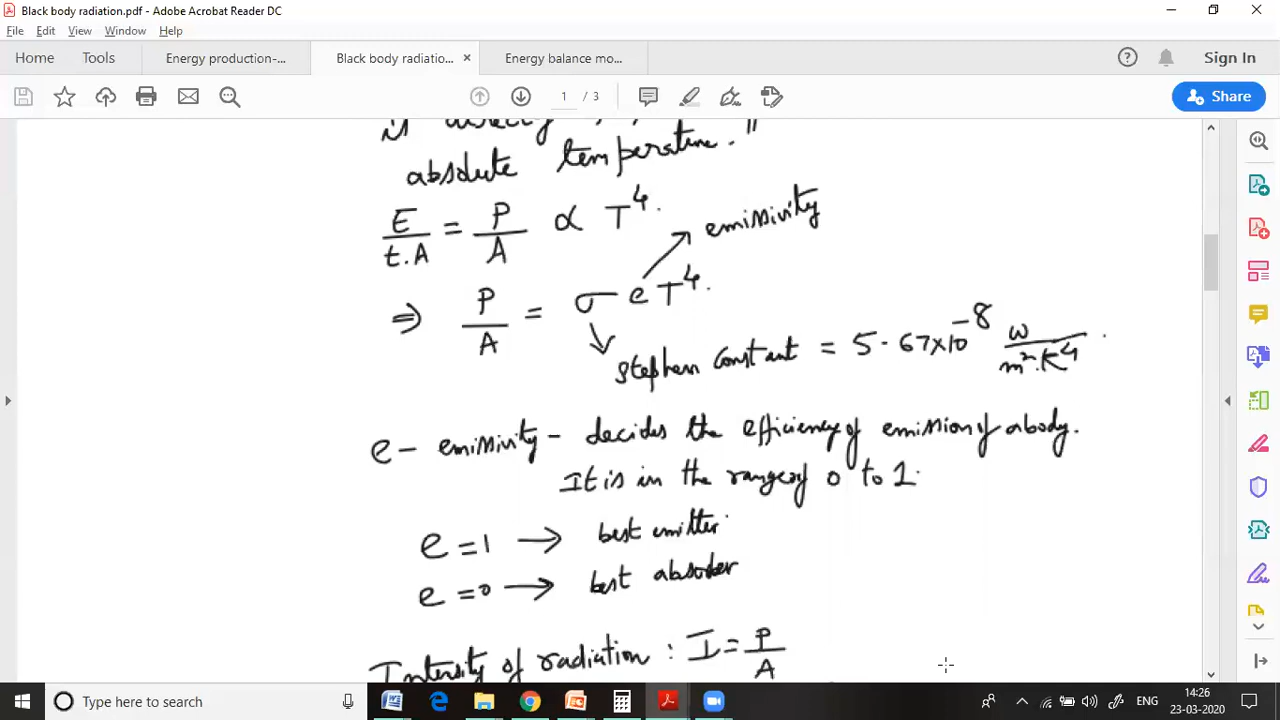 Black body radiation.pdf - Adobe Acrobat Reader DC
File Edit View Window Help
Home Tools Energy production-... Black body radiatio... × Energy balance mo... Sign In
1 / 3 Share
is directly
absolute temperature."
E/t.A = P/A ∝ T⁴.
emissivity
⇒ P/A = σ e T⁴.
Stephen constant = 5.67×10⁻⁸ W/m².K⁴.
e – emissivity – decides the efficiency of emission of a body.
It is in the range of 0 to 1.
e = 1 → best emitter
e = 0 → best absorber
Intensity of radiation : I = P/A
Type here to search
ENG
14:26
23-03-2020